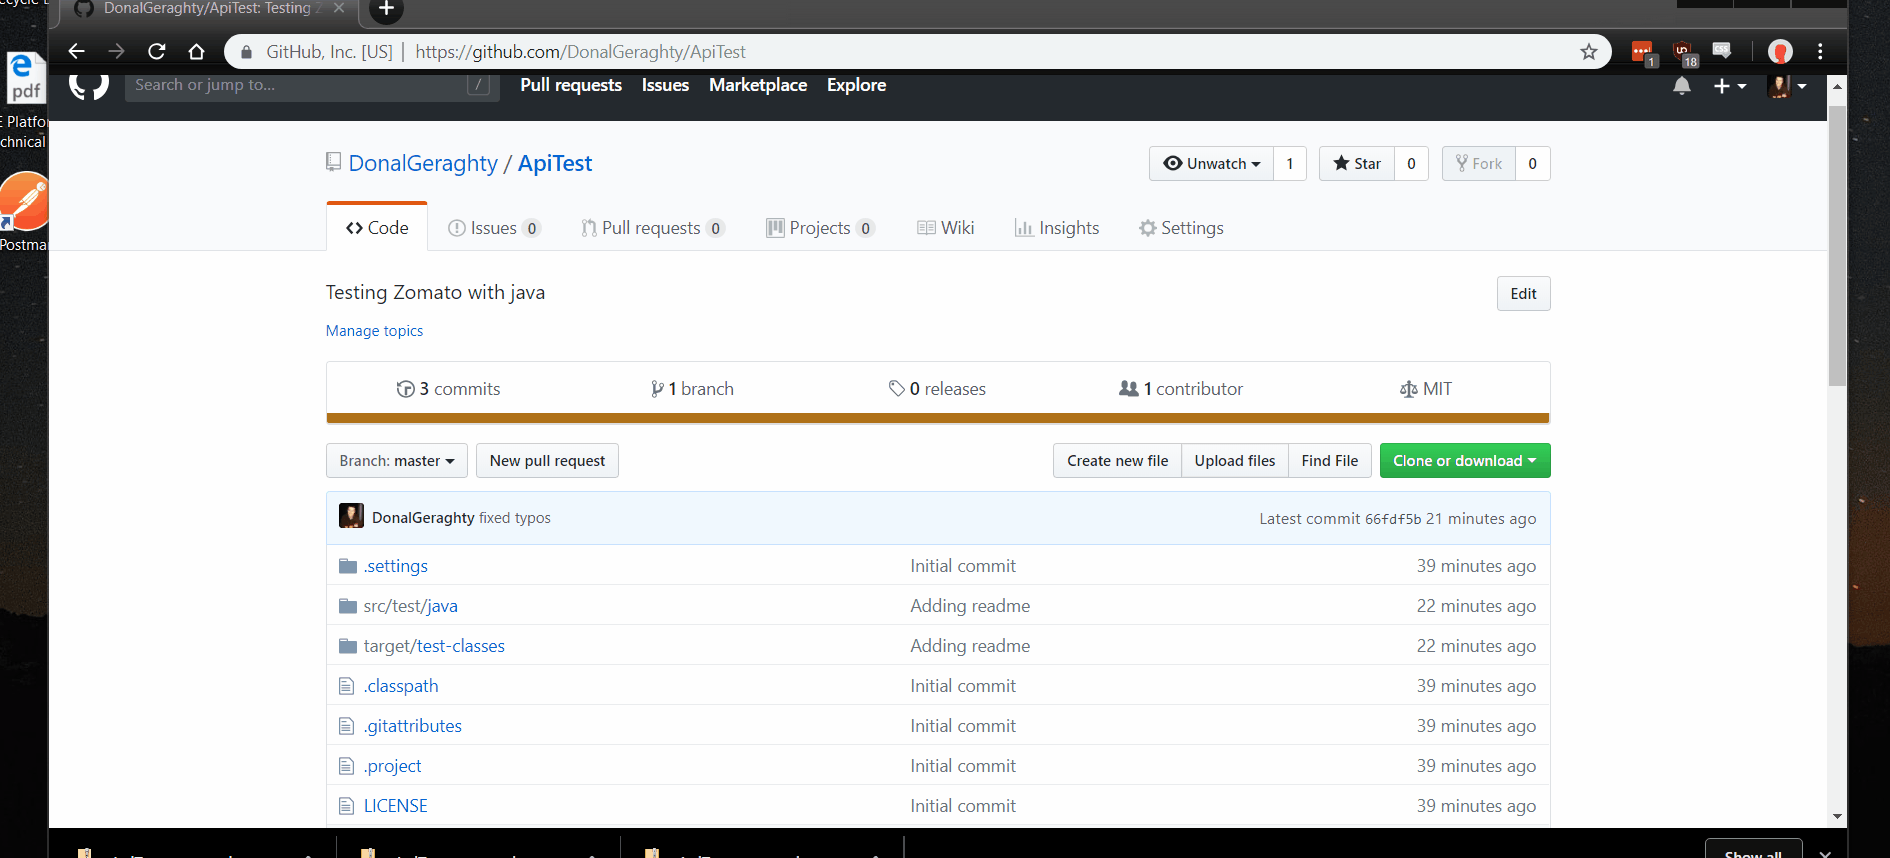 DonalGeraghty/ApiTest: Testing Z
GitHub, Inc. [US] | https://github.com/DonalGeraghty/ApiTest
1
18
css
pdf
Search or jump to...
/
Pull requests
Issues
Marketplace
Explore
E Platfo
chnical
Postma
DonalGeraghty / ApiTest
Unwatch 1
Star 0
Fork 0
Code
Issues 0
Pull requests 0
Projects 0
Wiki
Insights
Settings
Testing Zomato with java
Edit
Manage topics
3 commits
1 branch
0 releases
1 contributor
MIT
Branch: master
New pull request
Create new file
Upload files
Find File
Clone or download
DonalGeraghty fixed typos
Latest commit 66fdf5b 21 minutes ago
.settings Initial commit 39 minutes ago
src/test/java Adding readme 22 minutes ago
target/test-classes Adding readme 22 minutes ago
.classpath Initial commit 39 minutes ago
.gitattributes Initial commit 39 minutes ago
.project Initial commit 39 minutes ago
LICENSE Initial commit 39 minutes ago
Show all